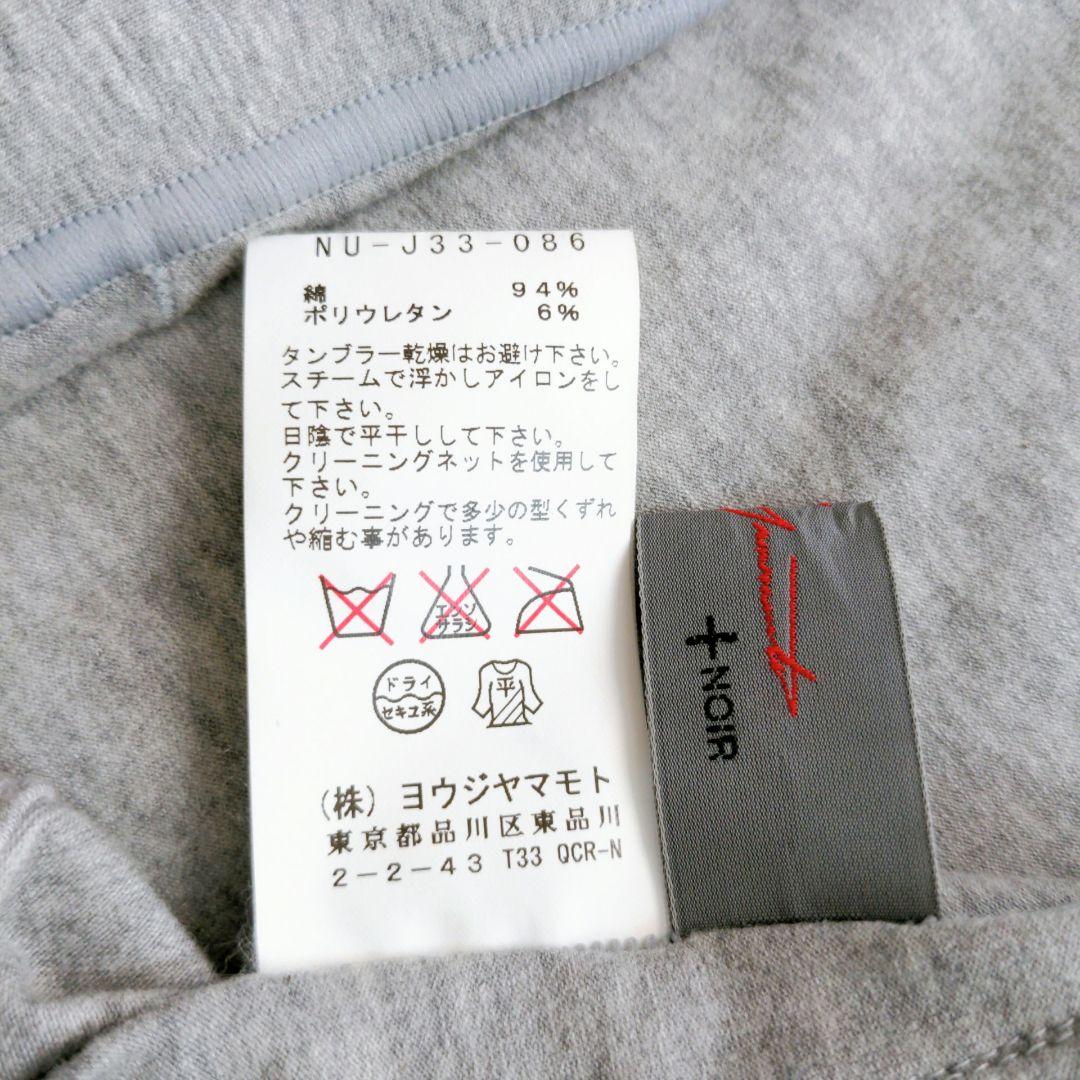 NU-J33-086
綿 94%
ポリウレタン 6%
タンブラー乾燥はお避け下さい。
スチームで浮かしアイロンをし
て下さい。
日陰で平干しして下さい。
クリーニングネットを使用して
下さい。
クリーニングで多少の型くずれ
や縮む事があります。
エンソ
サラシ
ドライ
セキユ系
平
(株) ヨウジヤマモト
東京都品川区東品川
2-2-43 T33 QCR-N
Yamamoto
+NOIR